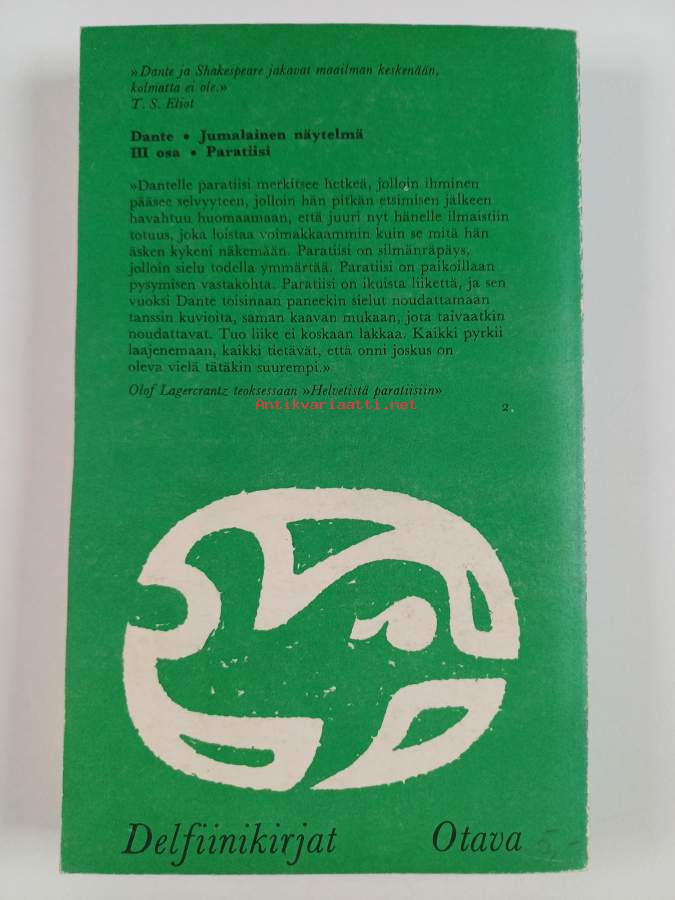 »Dante ja Shakespeare jakavat maailman keskenään,
kolmatta ei ole.»
T. S. Eliot
Dante • Jumalainen näytelmä
III osa • Paratiisi
»Dantelle paratiisi merkitsee hetkeä, jolloin ihminen
pääsee selvyyteen, jolloin hän pitkän etsimisen jälkeen
havahtuu huomaamaan, että juuri nyt hänelle ilmaistiin
totuus, joka loistaa voimakkaammin kuin se mitä hän
äsken kykeni näkemään. Paratiisi on silmänräpäys,
jolloin sielu todella ymmärtää. Paratiisi on paikoillaan
pysymisen vastakohta. Paratiisi on ikuista liikettä, ja sen
vuoksi Dante toisinaan paneekin sielut noudattamaan
tanssin kuvioita, saman kaavan mukaan, jota taivaatkin
noudattavat. Tuo liike ei koskaan lakkaa. Kaikki pyrkii
laajenemaan, kaikki tietävät, että onni joskus on
oleva vielä tätäkin suurempi.»
Olof Lagercrantz teoksessaan »Helvetistä paratiisiin»
Antikvariaatti.net
2.
Delfiinikirjat Otava 5,-